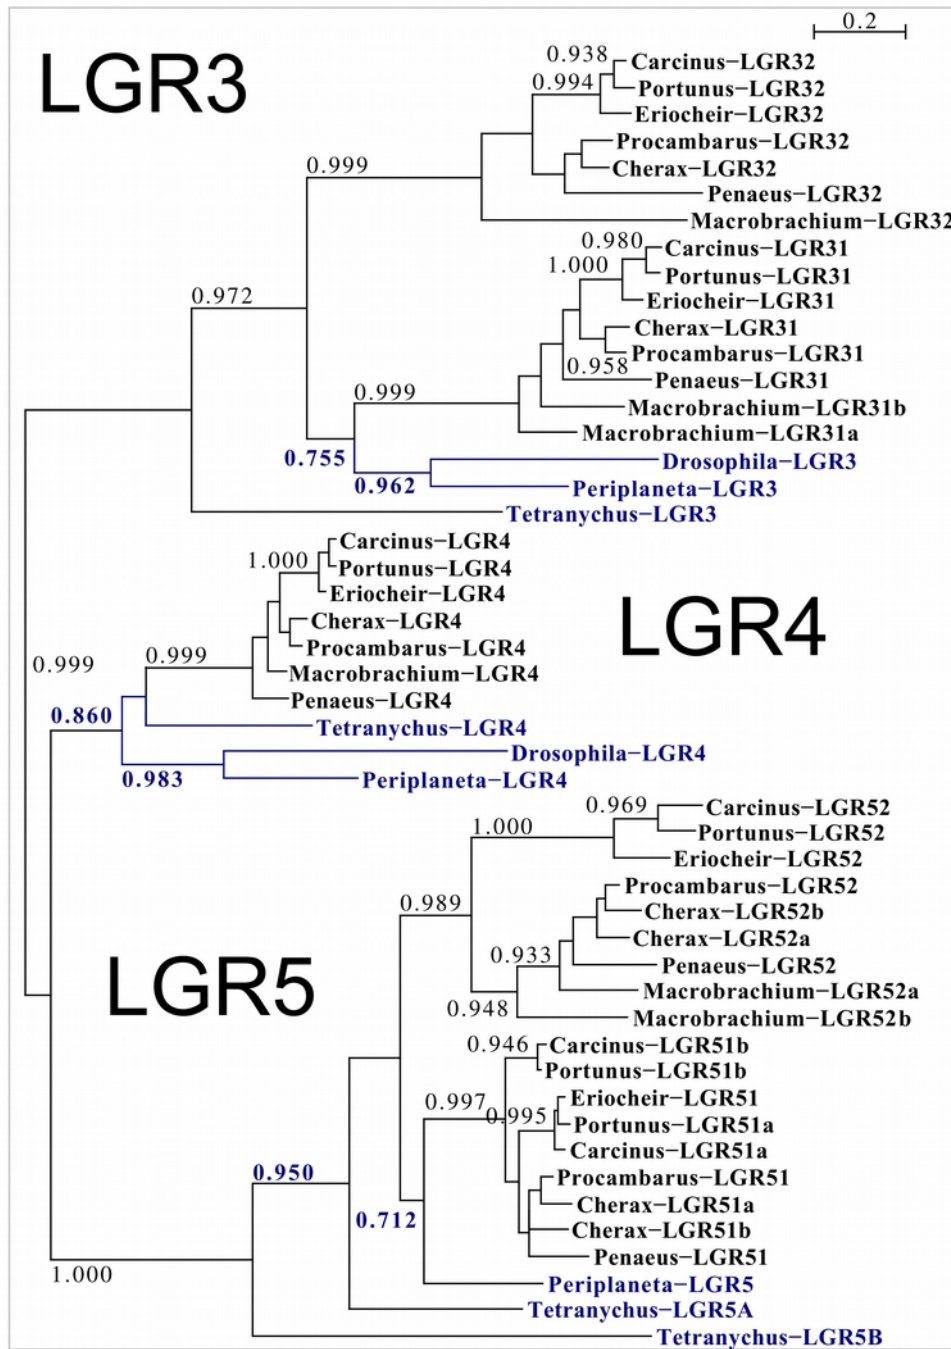 0.2
LGR3
0.938
Carcinus−LGR32
0.994
Portunus−LGR32
Eriocheir−LGR32
Procambarus−LGR32
0.999
Cherax−LGR32
Penaeus−LGR32
Macrobrachium−LGR32
0.980
Carcinus−LGR31
1.000
Portunus−LGR31
0.972
Eriocheir−LGR31
Cherax−LGR31
Procambarus−LGR31
0.958
Penaeus−LGR31
0.999
Macrobrachium−LGR31b
Macrobrachium−LGR31a
0.755
Drosophila−LGR3
0.962
Periplaneta−LGR3
Tetranychus−LGR3
Carcinus−LGR4
1.000
Portunus−LGR4
Eriocheir−LGR4
Cherax−LGR4
LGR4
Procambarus−LGR4
0.999
0.999
Macrobrachium−LGR4
Penaeus−LGR4
0.860
Tetranychus−LGR4
Drosophila−LGR4
0.983
Periplaneta−LGR4
0.969
Carcinus−LGR52
1.000
Portunus−LGR52
Eriocheir−LGR52
Procambarus−LGR52
0.989
Cherax−LGR52b
Cherax−LGR52a
0.933
Penaeus−LGR52
LGR5
Macrobrachium−LGR52a
0.948
Macrobrachium−LGR52b
0.946
Carcinus−LGR51b
Portunus−LGR51b
Eriocheir−LGR51
0.997
0.995
Portunus−LGR51a
Carcinus−LGR51a
0.950
Procambarus−LGR51
Cherax−LGR51a
0.712
Cherax−LGR51b
Penaeus−LGR51
1.000
Periplaneta−LGR5
Tetranychus−LGR5A
Tetranychus−LGR5B